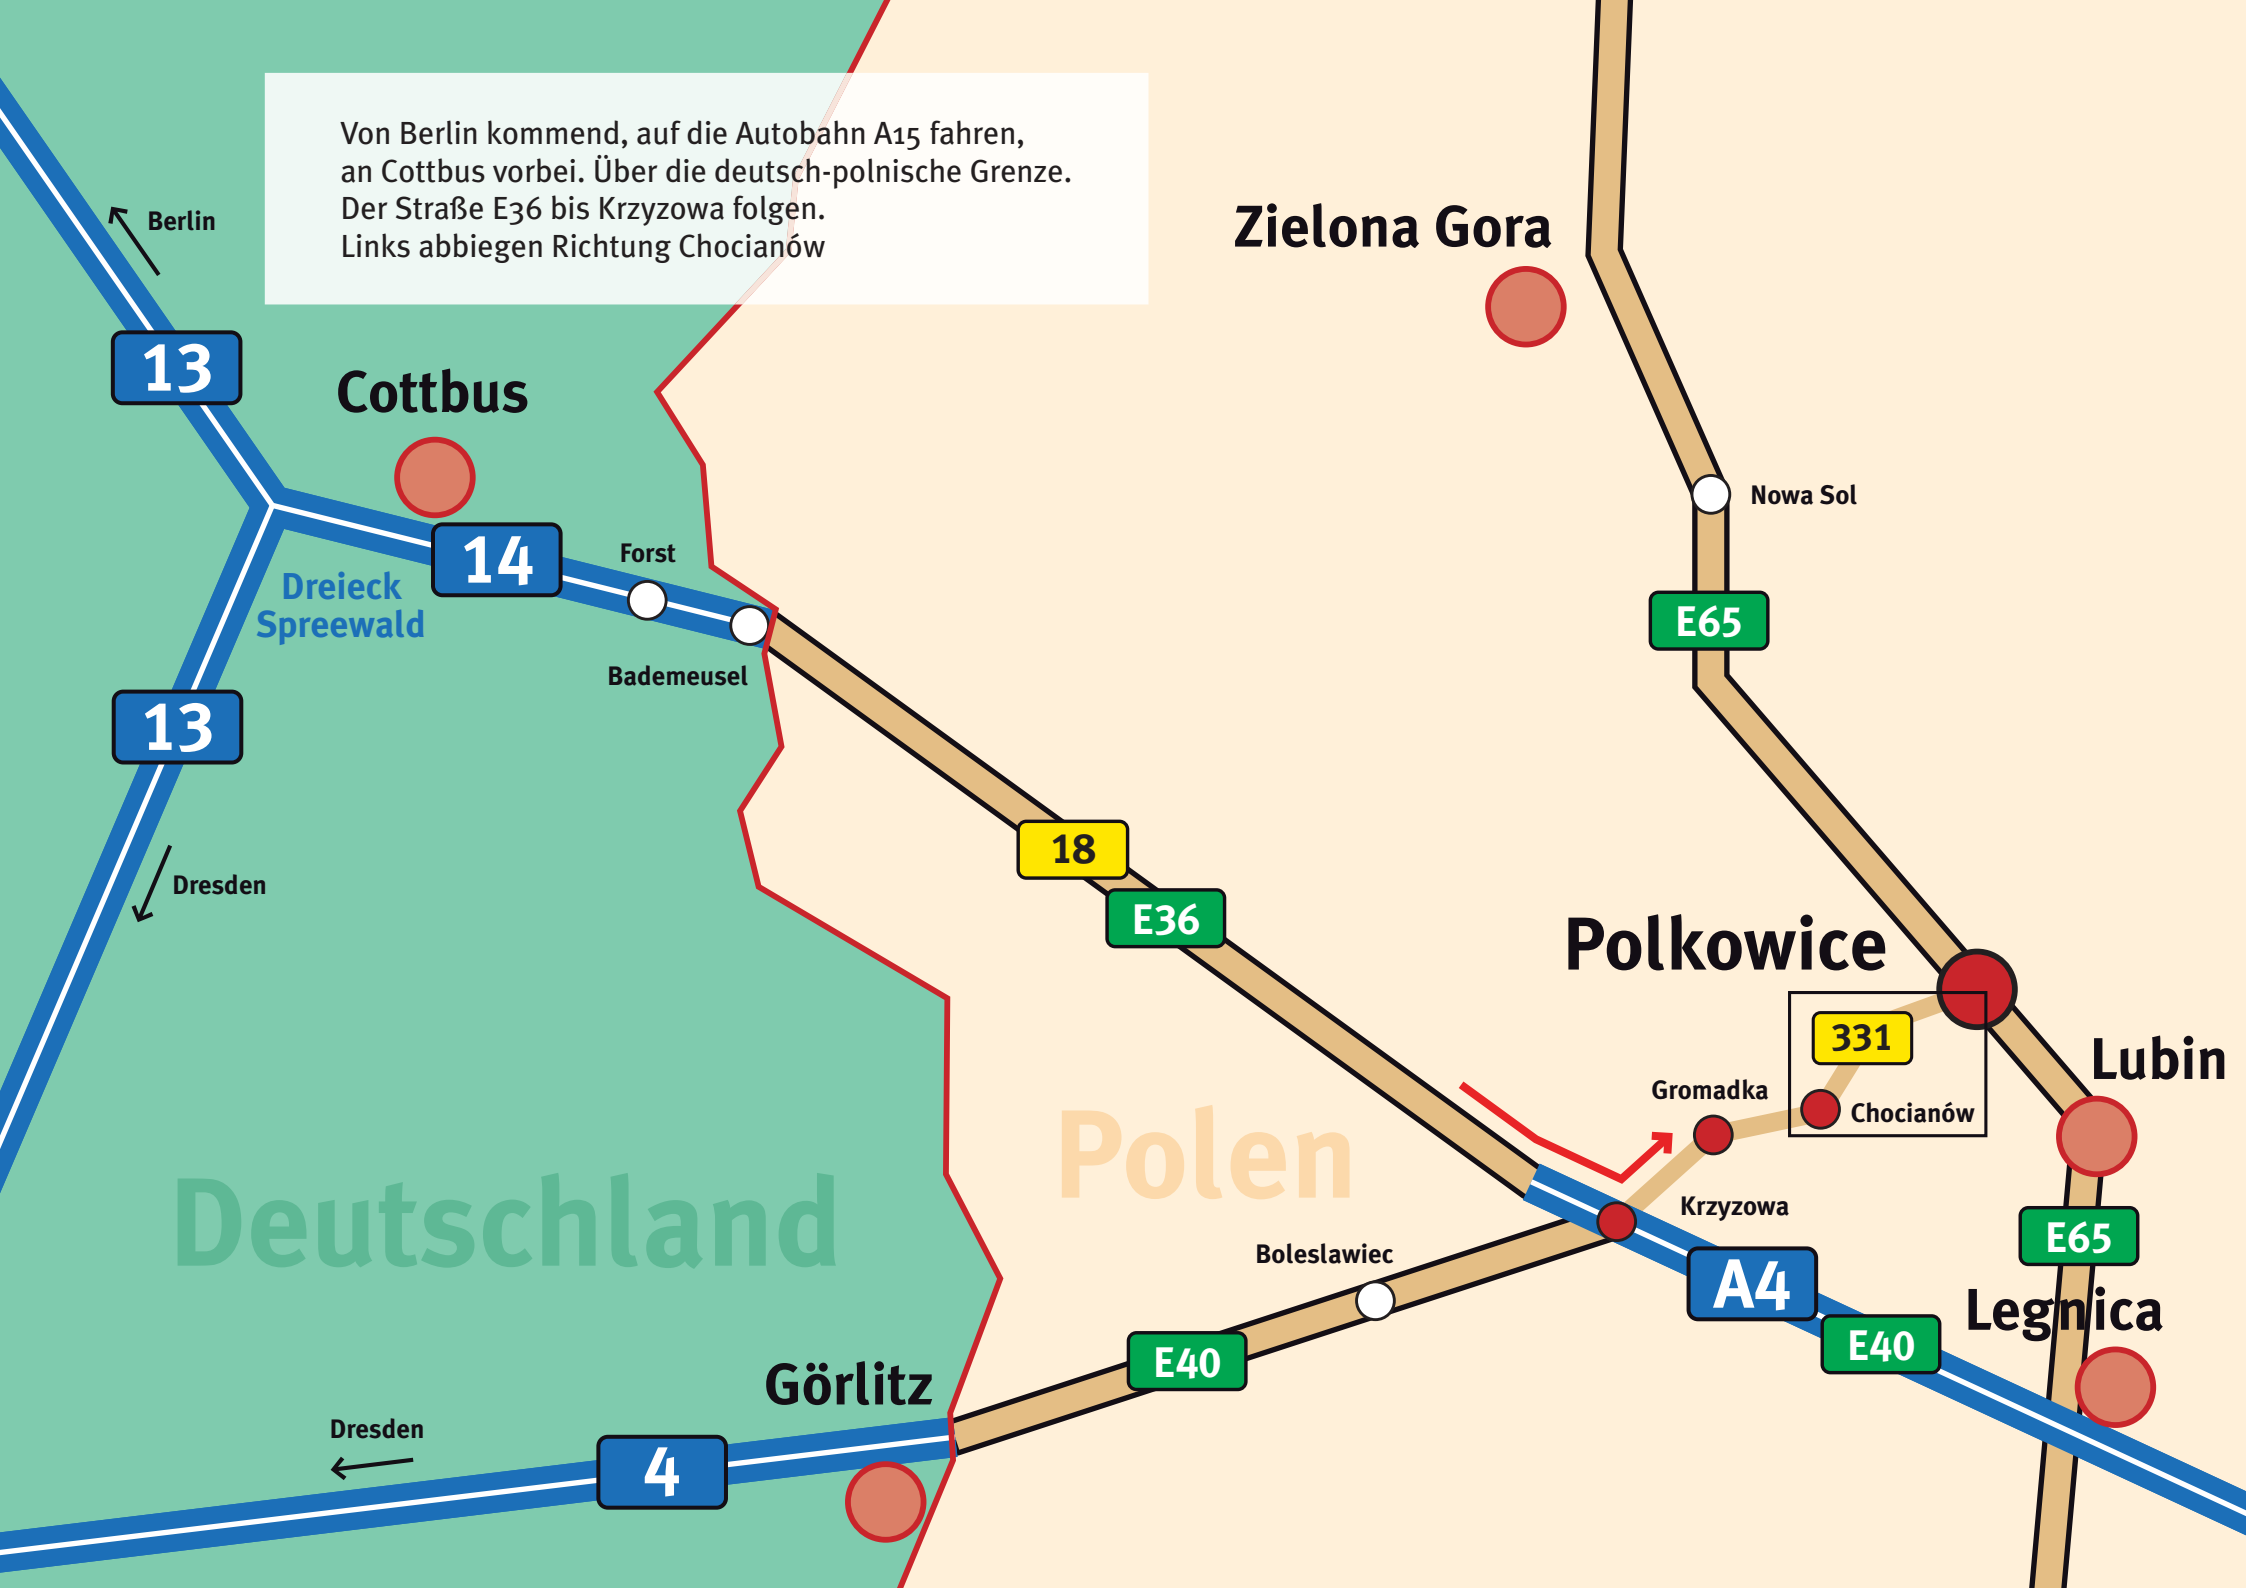 Von Berlin kommend, auf die Autobahn A15 fahren,
an Cottbus vorbei. Über die deutsch-polnische Grenze.
Der Straße E36 bis Krzyzowa folgen.
Links abbiegen Richtung Chocianów
Berlin
Zielona Gora
13
Cottbus
Nowa Sol
14
Forst
Dreieck
Spreewald
E65
Bademeusel
13
18
Dresden
E36
Polkowice
331
Lubin
Gromadka
Chocianów
Polen
Deutschland
Krzyzowa
E65
Boleslawiec
A4
Legnica
E40
E40
Görlitz
Dresden
4